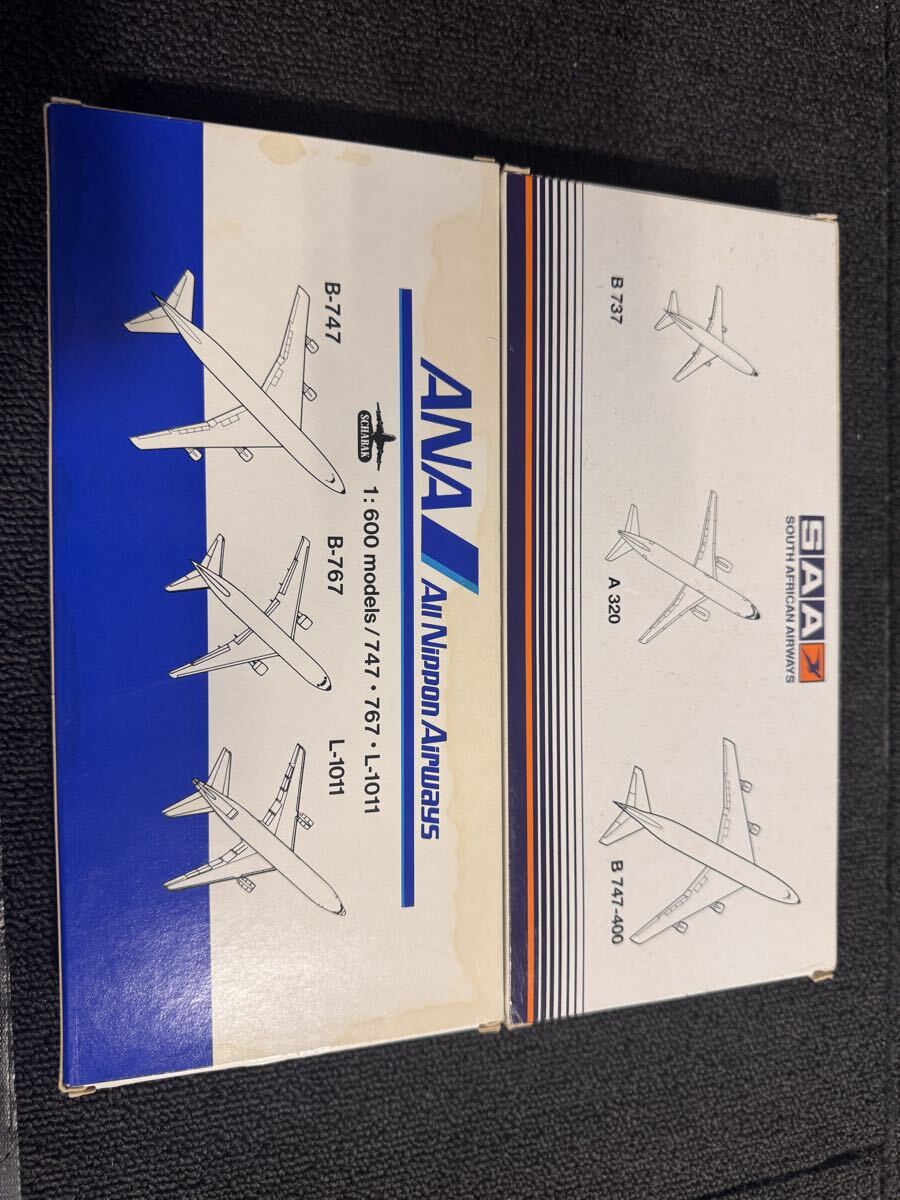 SAA
SOUTH AFRICAN AIRWAYS
B 737
A 320
B 747-400
ANA All Nippon Airways
SCHABAK
1:600 models/747・767・L-1011
B-747
B-767
L-1011